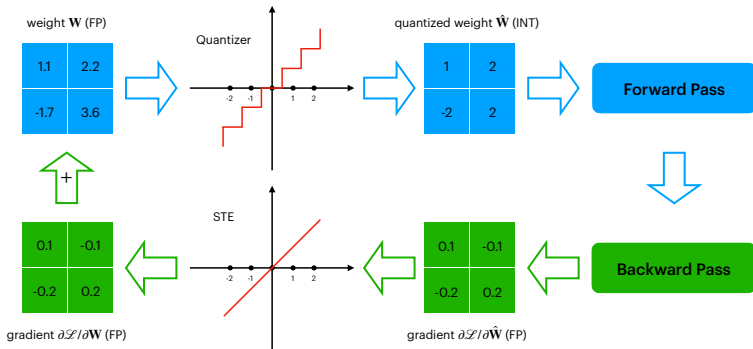 weight W (FP)
Quantizer
quantized weight Ŵ (INT)
1.1 2.2
-1.7 3.6
-2 -1 1 2
1 2
-2 2
Forward Pass
+
STE
0.1 -0.1
-0.2 0.2
-2 -1 1 2
0.1 -0.1
-0.2 0.2
Backward Pass
gradient ∂ℒ/∂W (FP)
gradient ∂ℒ/∂Ŵ (FP)